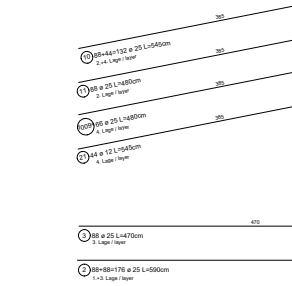 385
10 88+44=132 ø 25 L=545cm
2.+4. Lage / layer
385
11 88 ø 25 L=480cm
2. Lage / layer
385
1009 66 ø 25 L=480cm
4. Lage / layer
385
21 44 ø 12 L=545cm
4. Lage / layer
470
3 88 ø 25 L=470cm
3. Lage / layer
2 88+88=176 ø 25 L=590cm
1.+3. Lage / layer